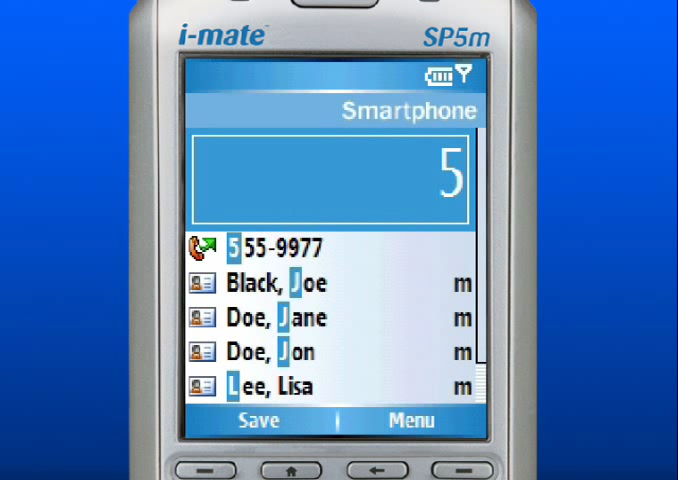 i-mate SP5m
Smartphone
5
555-9977
Black, Joe m
Doe, Jane m
Doe, Jon m
Lee, Lisa m
Save Menu